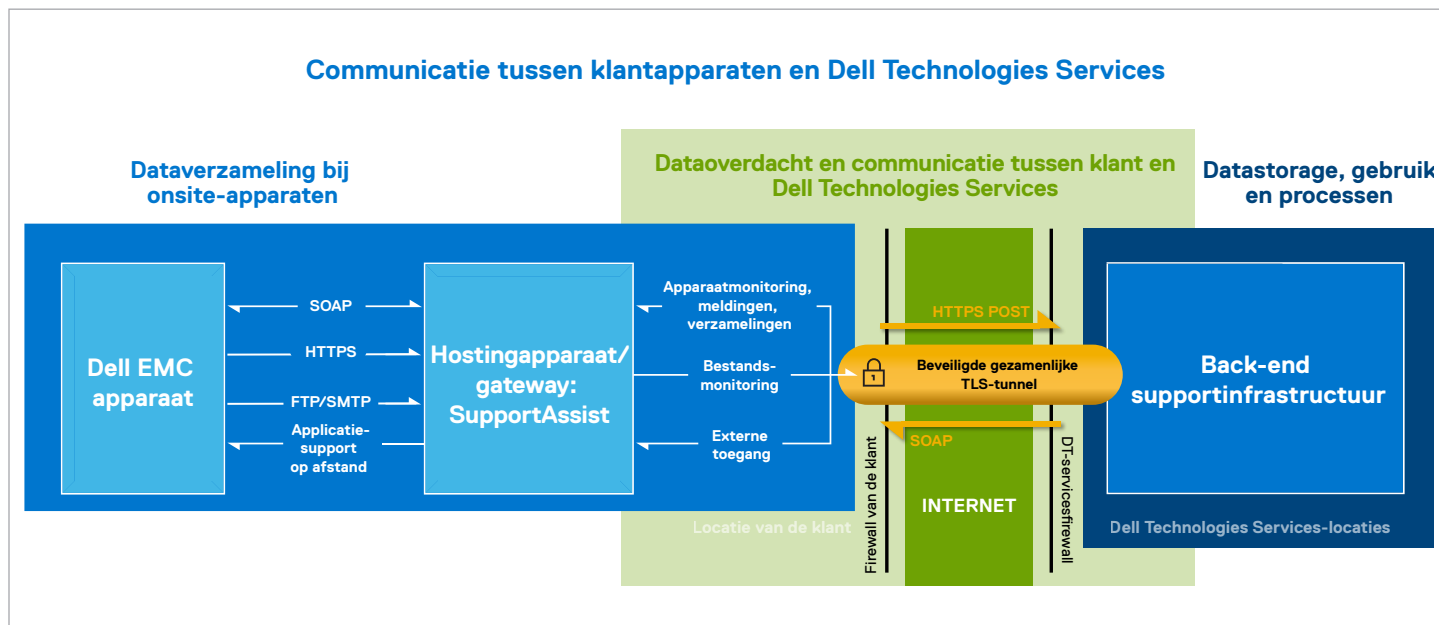 Communicatie tussen klantapparaten en Dell Technologies Services
Dataverzameling bij
onsite-apparaten
Dataoverdacht en communicatie tussen klant en
Dell Technologies Services
Datastorage, gebruik
en processen
Dell EMC
apparaat
SOAP
HTTPS
FTP/SMTP
Applicatie-
support
op afstand
Hostingapparaat/
gateway:
SupportAssist
Apparaatmonitoring,
meldingen,
verzamelingen
Bestands-
monitoring
Externe
toegang
Locatie van de klant
Firewall van de klant
HTTPS POST
1
Beveiligde gezamenlijke
TLS-tunnel
SOAP
INTERNET
DT-servicesfirewall
Back-end
supportinfrastructuur
Dell Technologies Services-locaties